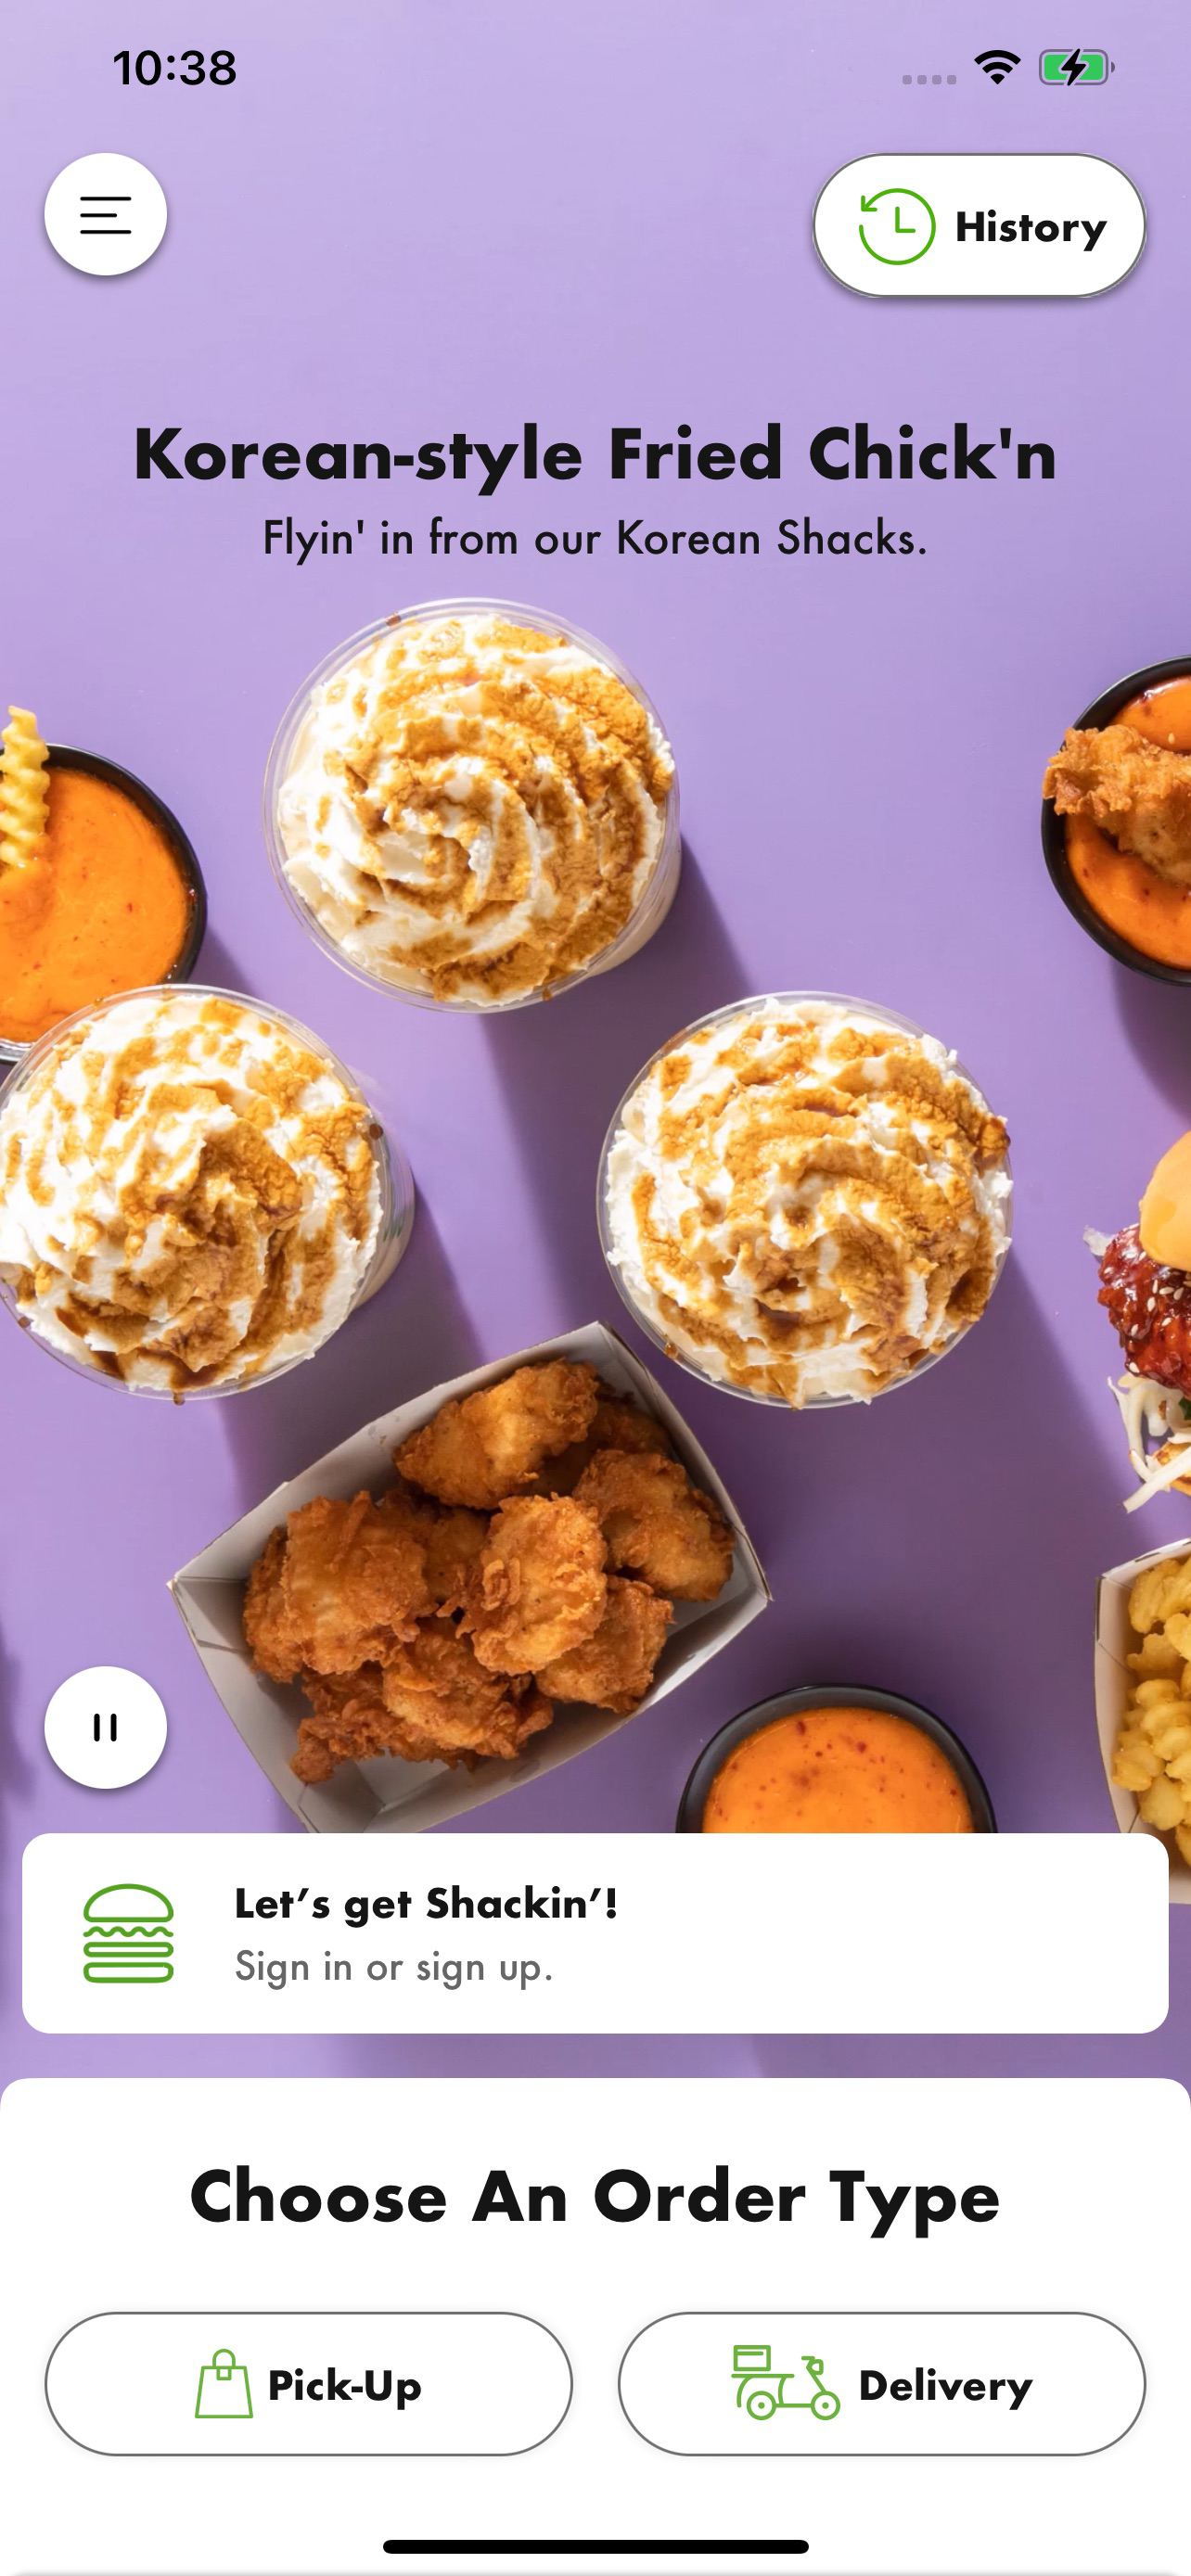 10:38
History
Korean-style Fried Chick'n
Flyin' in from our Korean Shacks.
Let’s get Shackin’!
Sign in or sign up.
Choose An Order Type
Pick-Up
Delivery